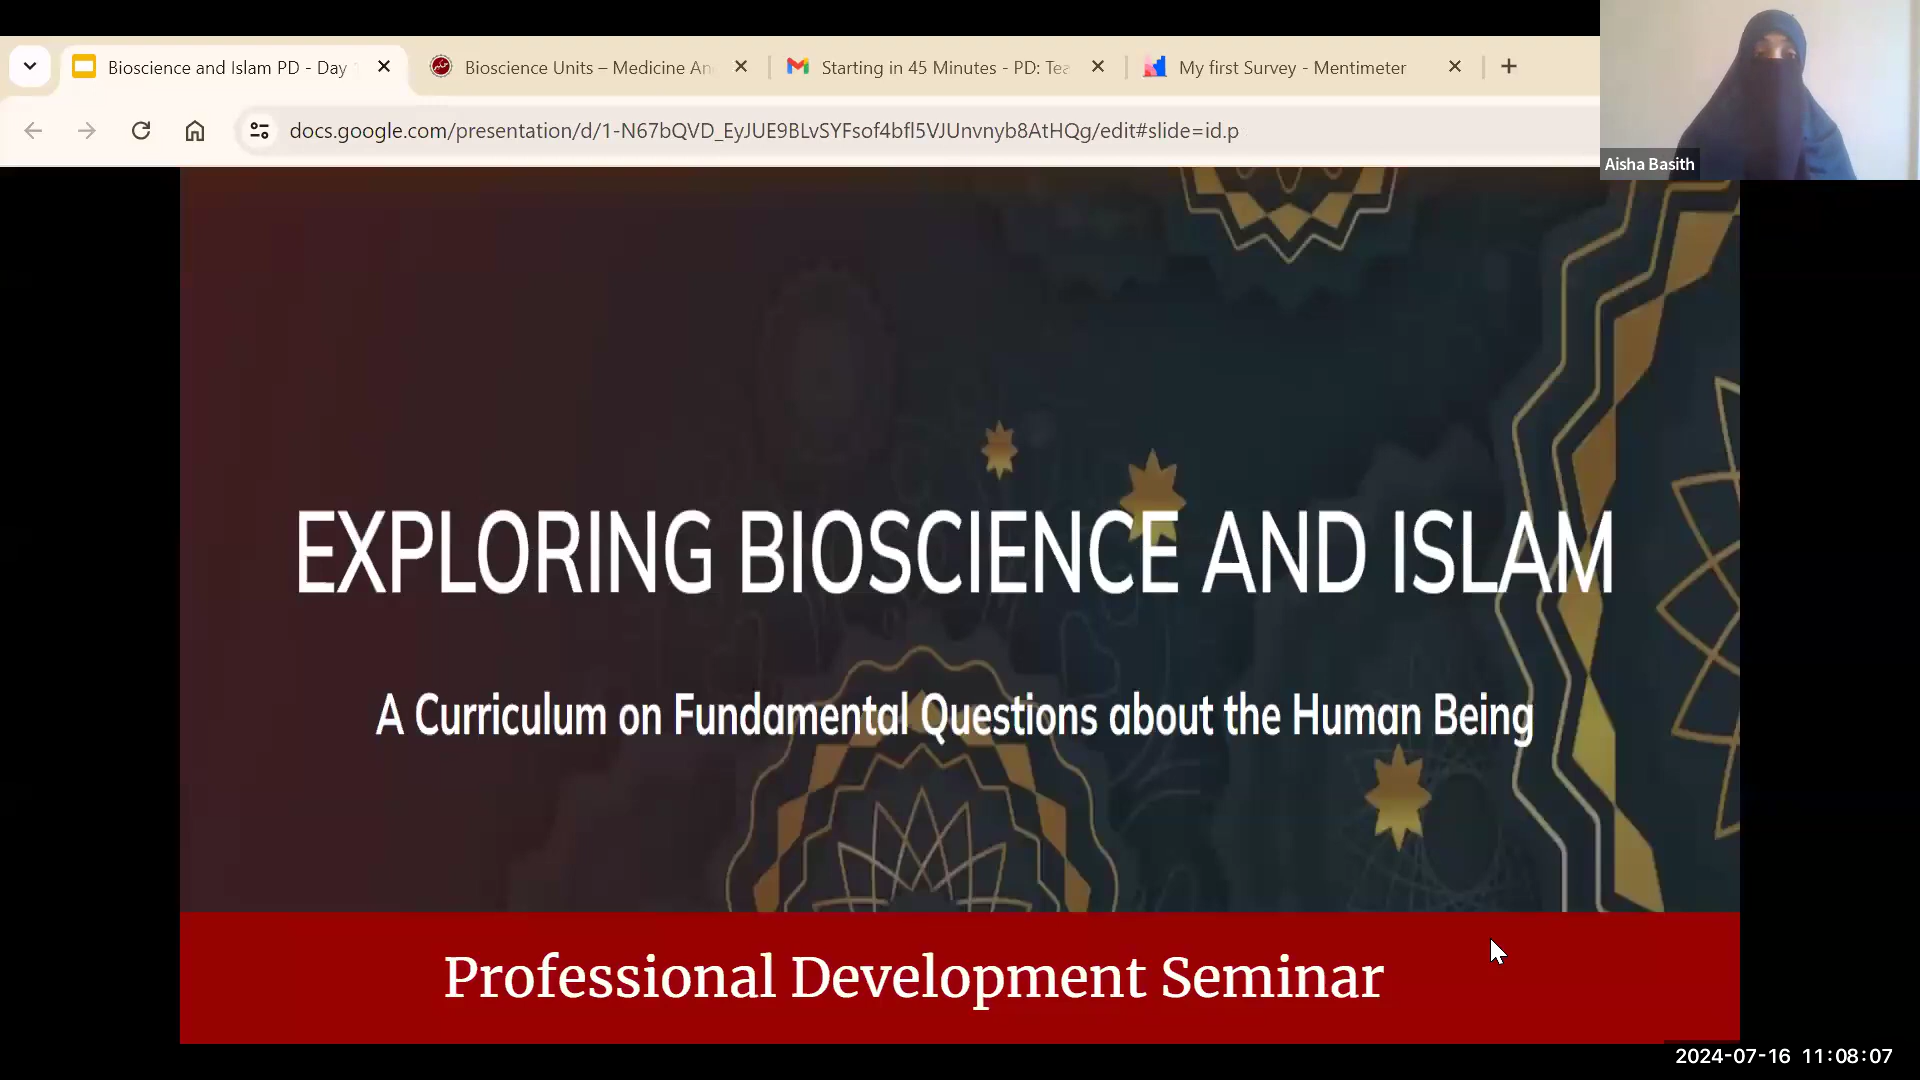 Bioscience and Islam PD - Day
Bioscience Units – Medicine An
Starting in 45 Minutes - PD: Tea
My first Survey - Mentimeter
docs.google.com/presentation/d/1-N67bQVD_EyJUE9BLvSYFsof4bfl5VJUnvnyb8AtHQg/edit#slide=id.p
Aisha Basith
EXPLORING BIOSCIENCE AND ISLAM
A Curriculum on Fundamental Questions about the Human Being
Professional Development Seminar
2024-07-16 11:08:07